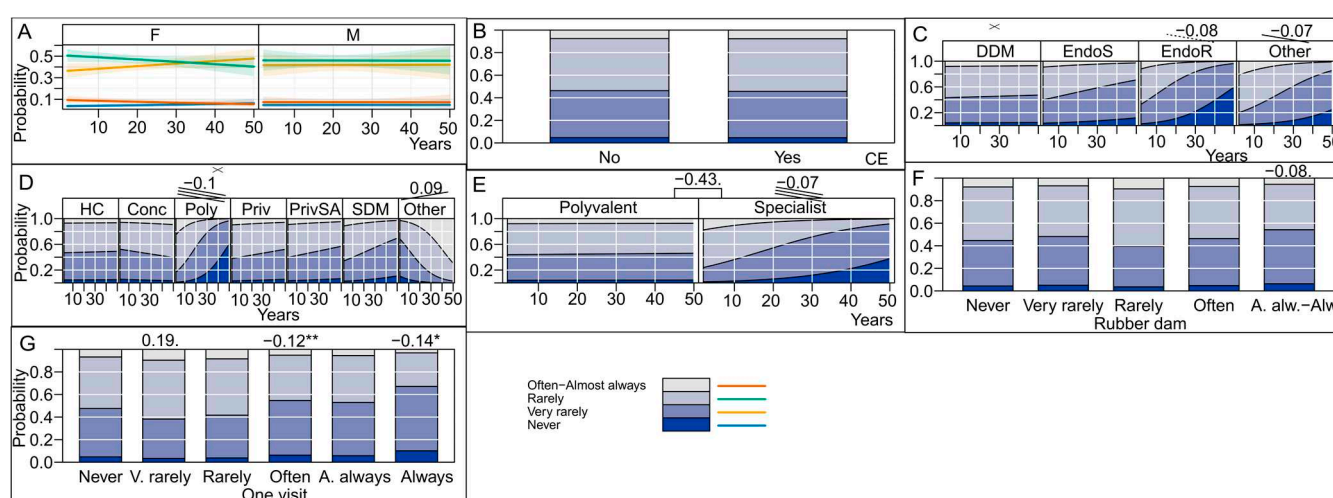 A
F
M
Probability
0.5
0.3
0.1
10 30 50 10 20 30 40 50
Years
B
1.0
0.8
0.6
0.4
0.2
0.0
No Yes CE
C
−0.08 −0.07
DDM EndoS EndoR Other
Probability
1.0
0.6
0.2
10 30 10 30 10 30 10 30 50
Years
D
−0.1 0.09
HC Conc Poly Priv PrivSA SDM Other
Probability
1.0
0.6
0.2
10 30 10 30 10 30 10 30 10 30 10 30 10 30 50
Years
E
−0.43. −0.07
Polyvalent Specialist
1.0
0.6
0.2
10 20 30 40 50 10 20 30 40 50
Years
F
−0.08.
Probability
1.0
0.8
0.6
0.4
0.2
0.0
Never Very rarely Rarely Often A. alw.−Alw
Rubber dam
G
0.19. −0.12** −0.14*
Probability
0.8
0.6
0.4
0.2
0.0
Never V. rarely Rarely Often A. always Always
One visit
Often−Almost always
Rarely
Very rarely
Never